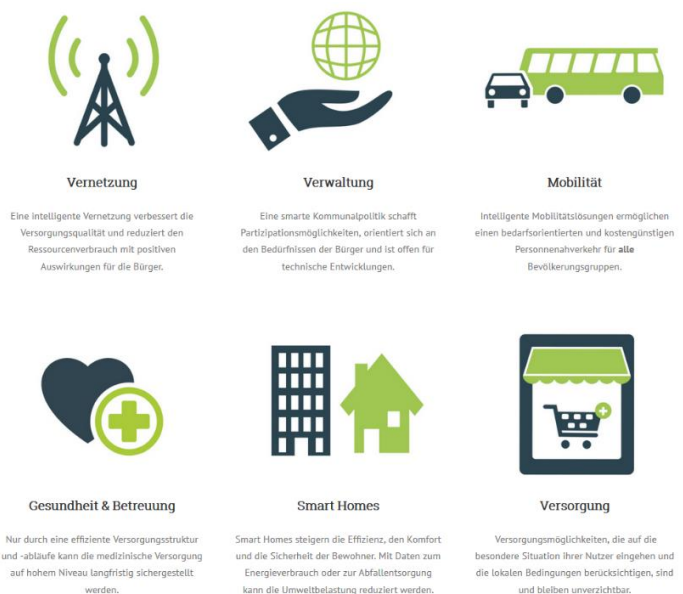 Vernetzung
Eine intelligente Vernetzung verbessert die
Versorgungsqualität und reduziert den
Ressourcenverbrauch mit positiven
Auswirkungen für die Bürger.
Verwaltung
Eine smarte Kommunalpolitik schafft
Partizipationsmöglichkeiten, orientiert sich an
den Bedürfnissen der Bürger und ist offen für
technische Entwicklungen.
Mobilität
Intelligente Mobilitätslösungen ermöglichen
einen bedarfsorientierten und kostengünstigen
Personennahverkehr für alle
Bevölkerungsgruppen.
Gesundheit & Betreuung
Nur durch eine effiziente Versorgungsstruktur
und -abläufe kann die medizinische Versorgung
auf hohem Niveau langfristig sichergestellt
werden.
Smart Homes
Smart Homes steigern die Effizienz, den Komfort
und die Sicherheit der Bewohner. Mit Daten zum
Energieverbrauch oder zur Abfallentsorgung
kann die Umweltbelastung reduziert werden.
Versorgung
Versorgungsmöglichkeiten, die auf die
besondere Situation ihrer Nutzer eingehen und
die lokalen Bedingungen berücksichtigen, sind
und bleiben unverzichtbar.